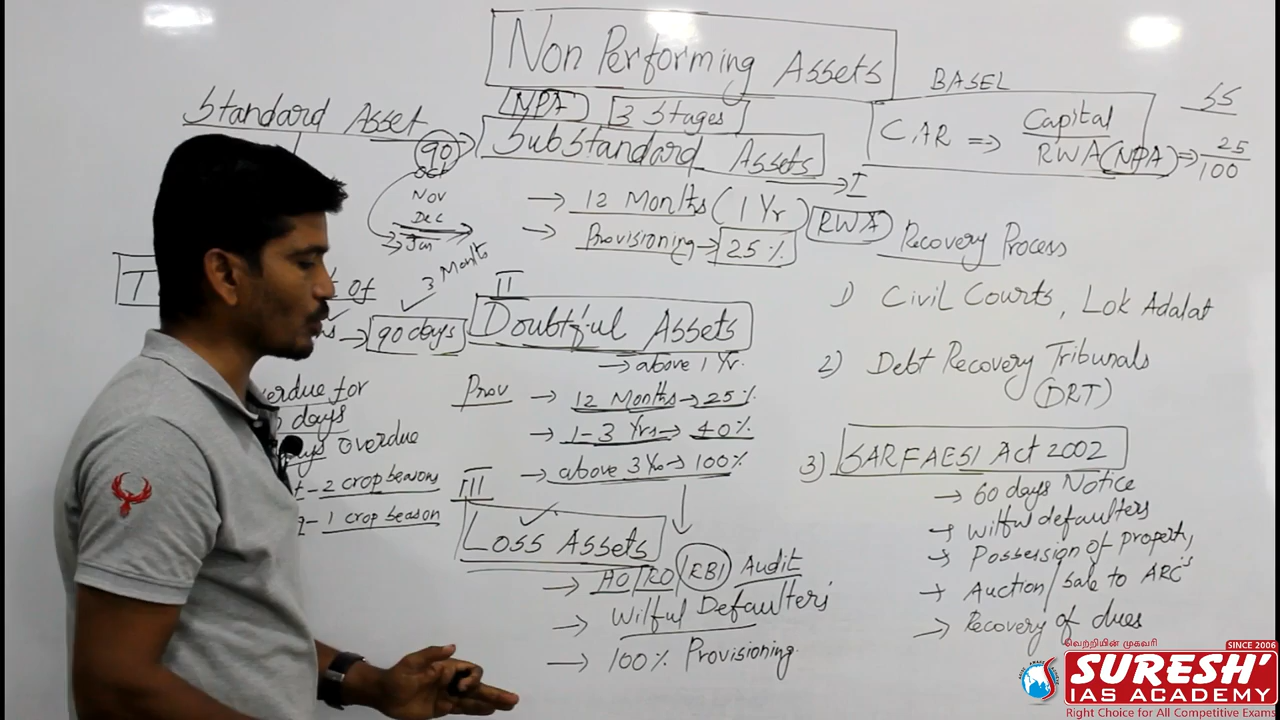 Non Performing Assets
NPA 3 Stages
Standard Asset
90
Oct
Nov
Dec
Jan
3 Months
of
90 days
overdue for
days
days overdue
2 crop seasons
1 crop season
SubStandard Assets
I
12 Months (1 Yr)
Provisioning → 25%
RWA
II
Doubtful Assets
→ above 1 Yr.
Prov → 12 Months → 25%
→ 1-3 Yrs → 40%
→ above 3 Yrs → 100%
III
Loss Assets
→ HO/RO/RBI Audit
→ Wilful Defaulters
→ 100% Provisioning
BASEL
CAR => Capital
RWA (NPA) => 25
100
Recovery Process
1) Civil Courts, Lok Adalat
2) Debt Recovery Tribunals
(DRT)
3) SARFAESI Act 2002
→ 60 days Notice
→ Wilful defaulters
→ Possession of Property,
→ Auction/Sale to ARC's
→ Recovery of dues
வெற்றியின் முகவரி
SINCE 2006
SURESH'
IAS ACADEMY
Right Choice for All Competitive Exams